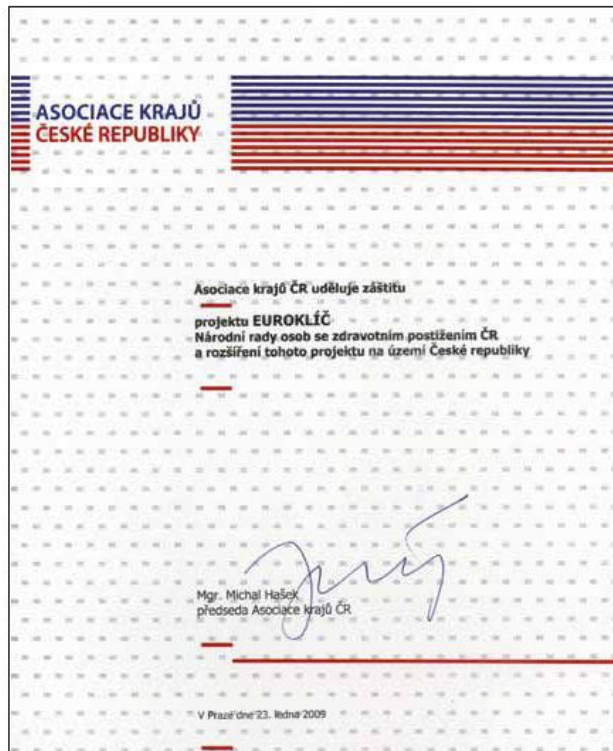 ASOCIACE KRAJŮ
ČESKÉ REPUBLIKY
Asociace krajů ČR uděluje záštitu
projektu EUROKLÍČ
Národní rady osob se zdravotním postižením ČR
a rozšíření tohoto projektu na území České republiky
Mgr. Michal Hašek
předseda Asociace krajů ČR
V Praze dne 23. ledna 2009